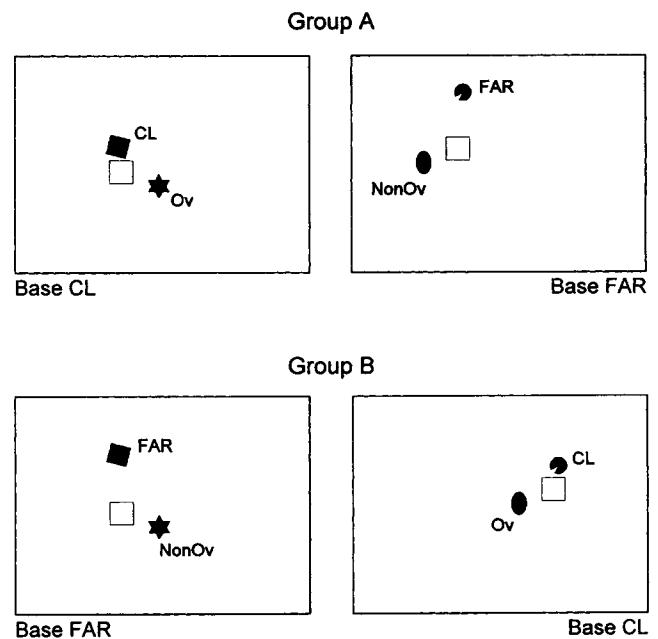 Group A
CL
Ov
Base CL
FAR
NonOv
Base FAR
Group B
FAR
NonOv
Base FAR
CL
Ov
Base CL